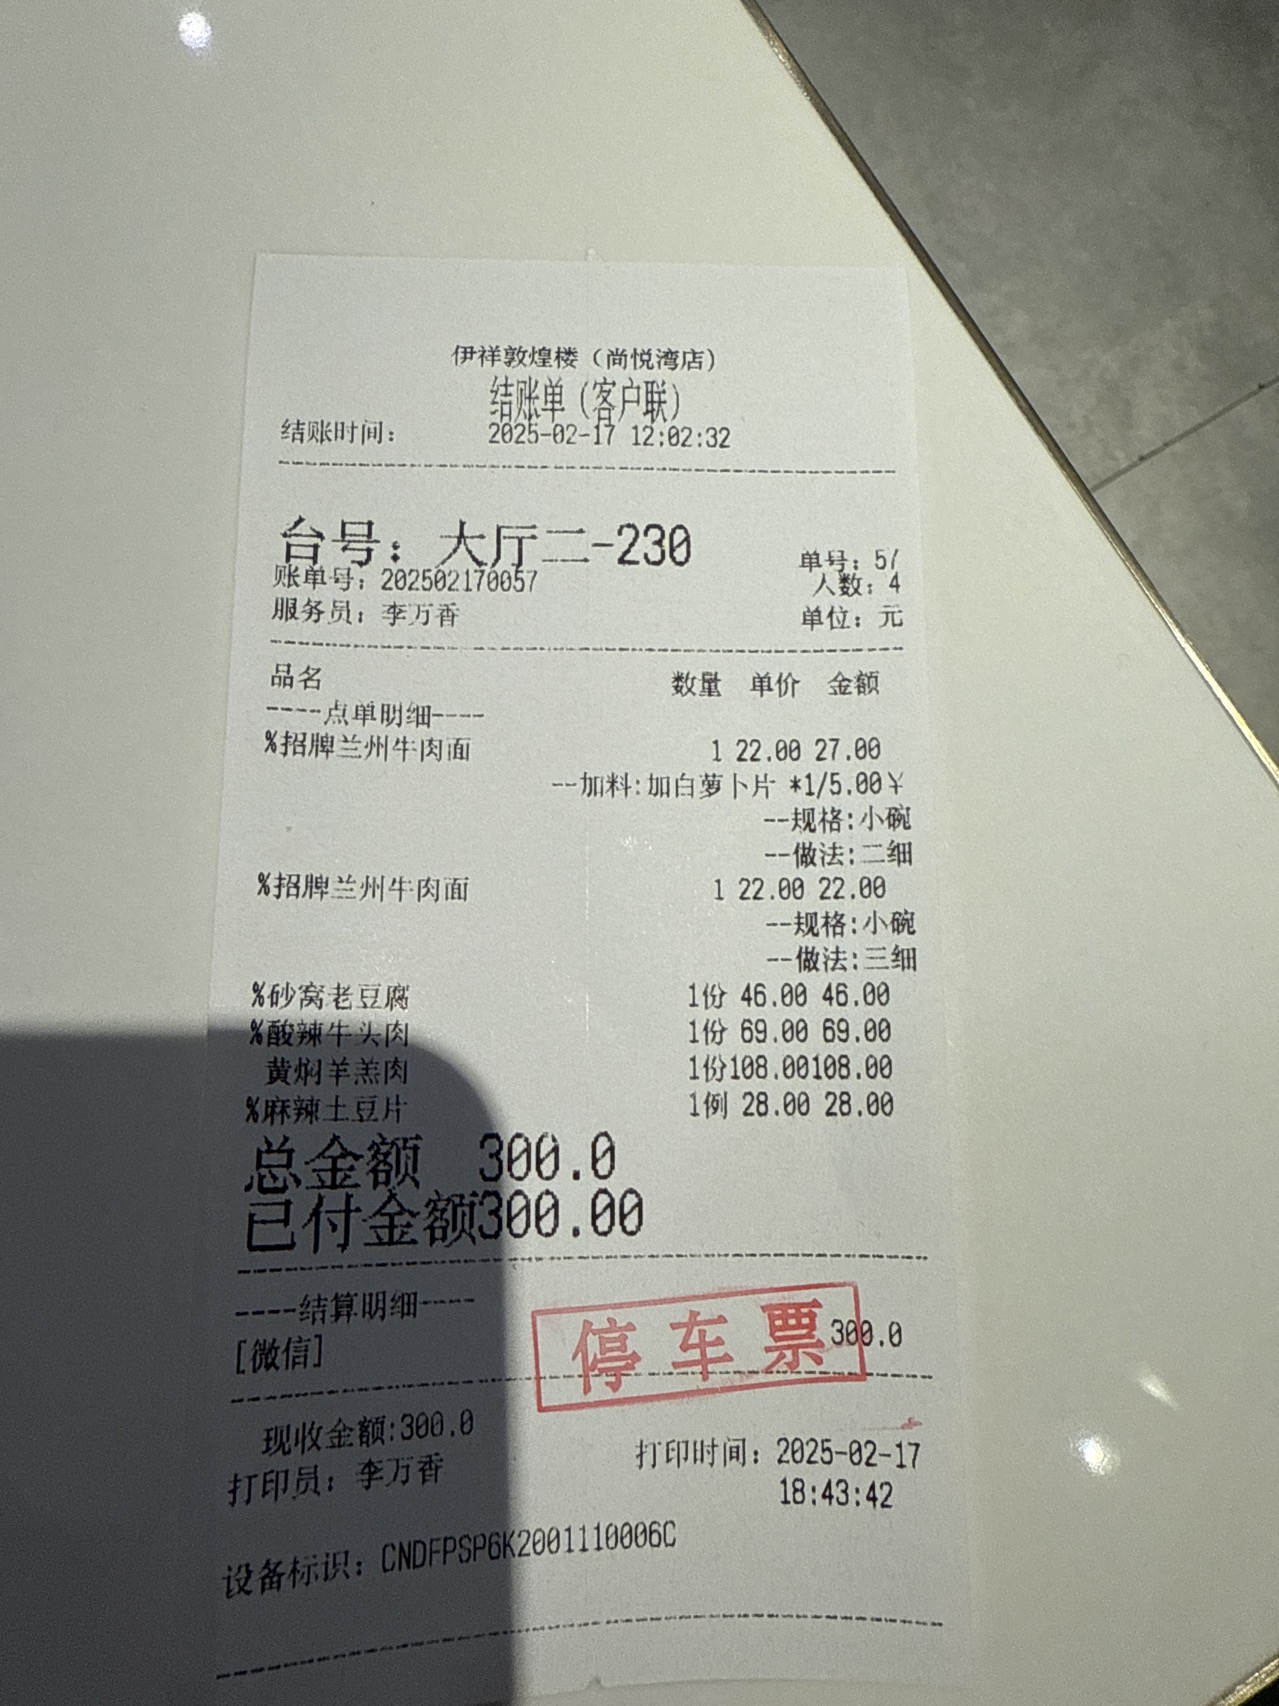 伊祥敦煌楼（尚悦湾店）
结账单（客户联）
结账时间： 2025-02-17 12:02:32
台号：大厅二-230
单号：57
账单号：202502170057
人数：4
服务员：李万香 单位：元
品名 数量 单价 金额
----点单明细----
%招牌兰州牛肉面 1 22.00 27.00
--加料:加白萝卜片 *1/5.00￥
--规格:小碗
--做法:二细
%招牌兰州牛肉面 1 22.00 22.00
--规格:小碗
--做法:三细
%砂窝老豆腐 1份 46.00 46.00
%酸辣牛头肉 1份 69.00 69.00
黄焖羊羔肉 1份108.00108.00
%麻辣土豆片 1例 28.00 28.00
总金额 300.0
已付金额300.00
----结算明细----
[微信] 300.0
停车票
现收金额:300.0
打印员：李万香 打印时间：2025-02-17
18:43:42
设备标识：CNDFPSP6K2001110006C